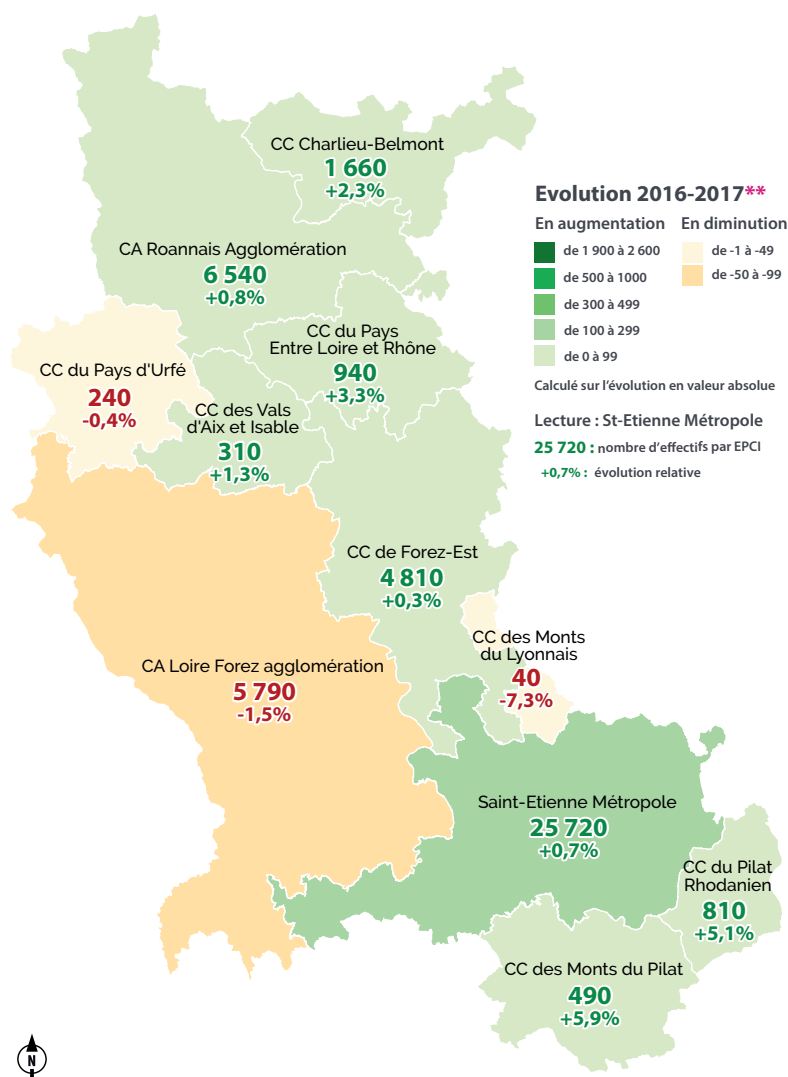 CC Charlieu-Belmont
1 660
+2,3%
Evolution 2016-2017**
En augmentation
de 1 900 à 2 600
de 500 à 1000
de 300 à 499
de 100 à 299
de 0 à 99
En diminution
de -1 à -49
de -50 à -99
Calculé sur l'évolution en valeur absolue
Lecture : St-Etienne Métropole
25 720 : nombre d'effectifs par EPCI
+0,7% : évolution relative
CA Roannais Agglomération
6 540
+0,8%
CC du Pays
Entre Loire et Rhône
940
+3,3%
CC du Pays d'Urfé
240
-0,4%
CC des Vals
d'Aix et Isable
310
+1,3%
CC de Forez-Est
4 810
+0,3%
CC des Monts
du Lyonnais
40
-7,3%
CA Loire Forez agglomération
5 790
-1,5%
Saint-Etienne Métropole
25 720
+0,7%
CC du Pilat
Rhodanien
810
+5,1%
CC des Monts du Pilat
490
+5,9%
N